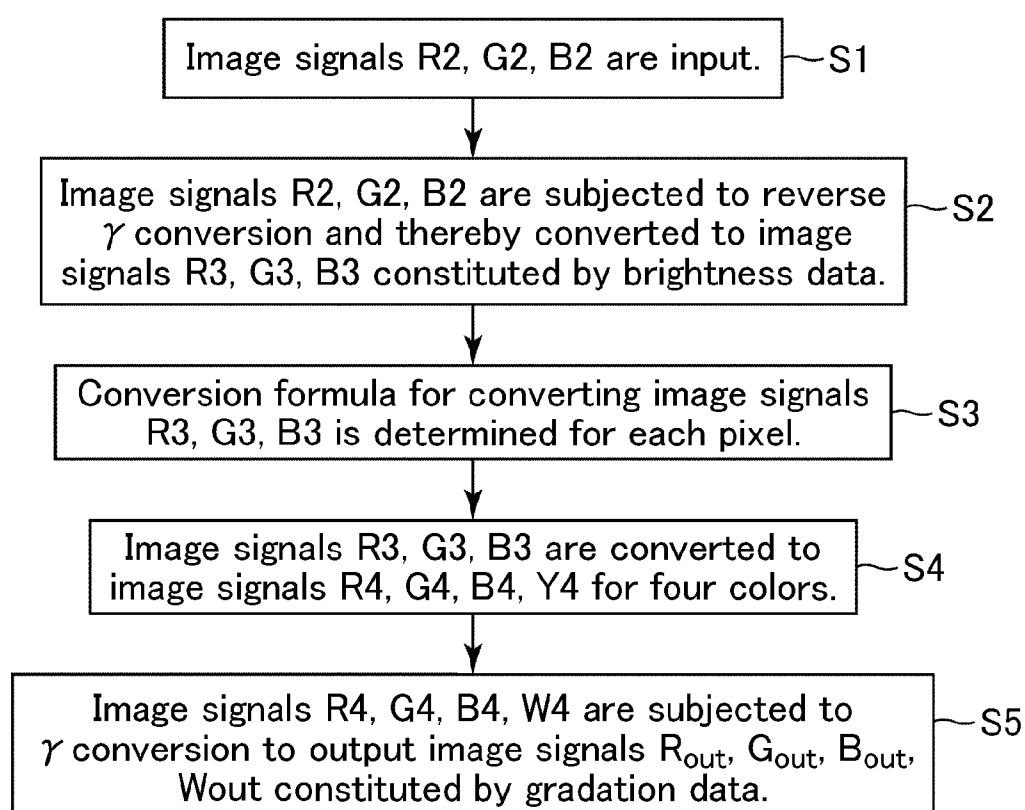 Image signals R2, G2, B2 are input.
S1
Image signals R2, G2, B2 are subjected to reverse
γ conversion and thereby converted to image
signals R3, G3, B3 constituted by brightness data.
S2
Conversion formula for converting image signals
R3, G3, B3 is determined for each pixel.
S3
Image signals R3, G3, B3 are converted to
image signals R4, G4, B4, Y4 for four colors.
S4
Image signals R4, G4, B4, W4 are subjected to
γ conversion to output image signals Rout, Gout, Bout,
Wout constituted by gradation data.
S5